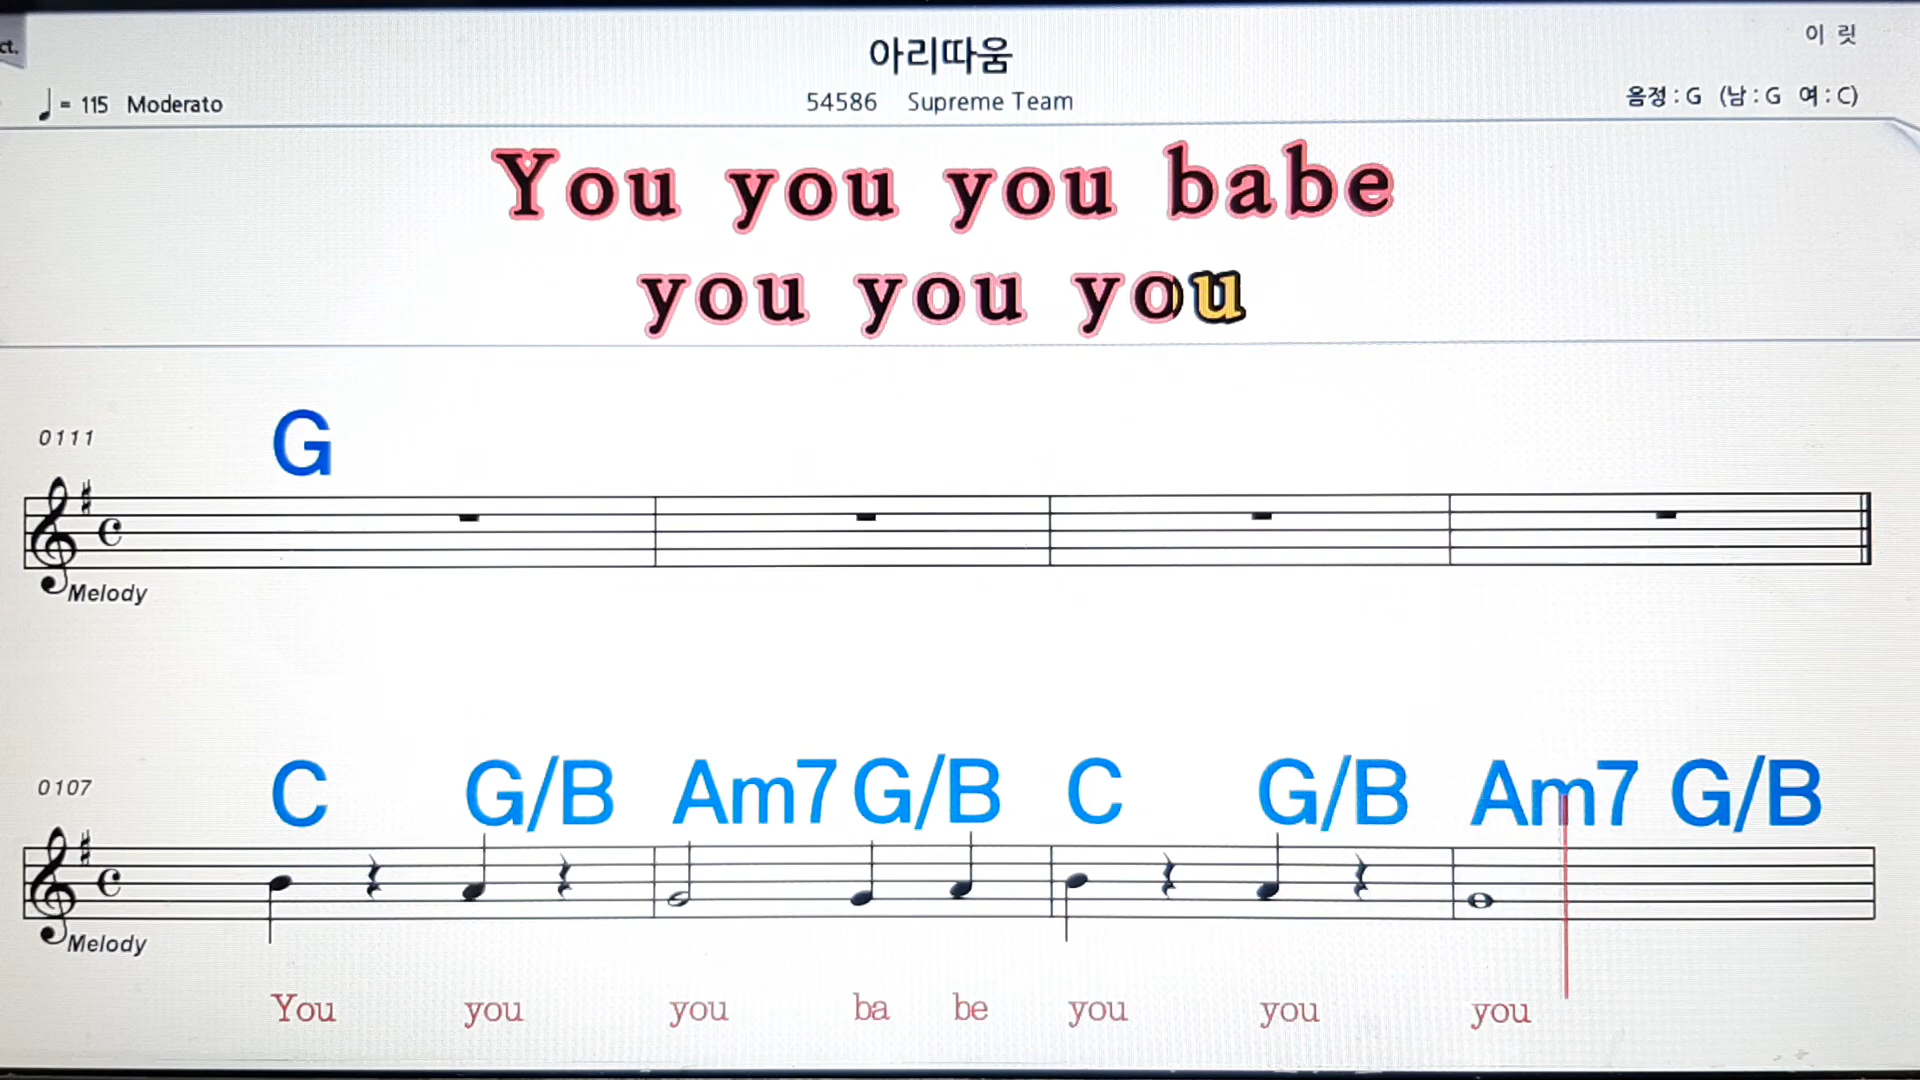 ct.
아리따움
이 릿
♩ = 115 Moderato
54586 Supreme Team
음정 : G (남 : G 여 : C)
You you you babe
you you you
0111
G
Melody
0107
C G/B Am7 G/B C G/B Am7 G/B
Melody
You you you ba be you you you